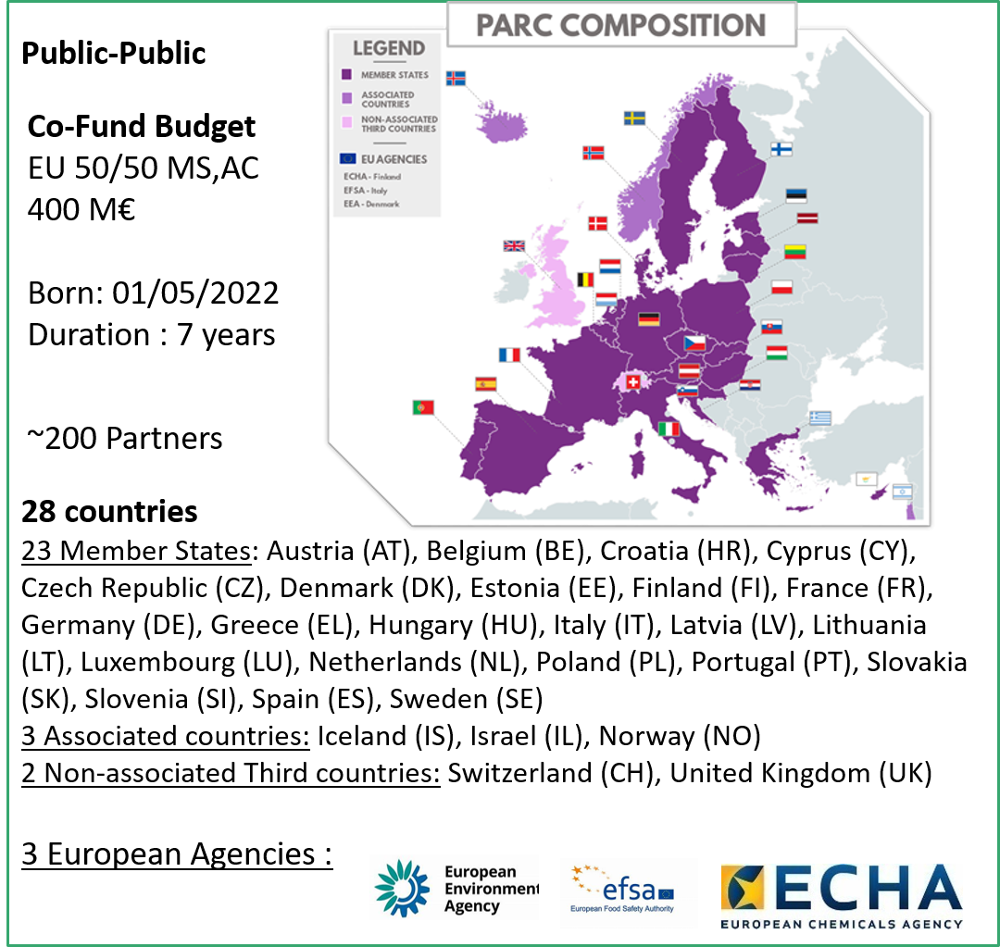 PARC COMPOSITION
Public-Public
Co-Fund Budget
EU 50/50 MS,AC
400 M€
Born: 01/05/2022
Duration : 7 years
~200 Partners
LEGEND
MEMBER STATES
ASSOCIATED
COUNTRIES
NON-ASSOCIATED
THIRD COUNTRIES
EU AGENCIES
ECHA - Finland
EFSA - Italy
EEA - Denmark
28 countries
23 Member States: Austria (AT), Belgium (BE), Croatia (HR), Cyprus (CY),
Czech Republic (CZ), Denmark (DK), Estonia (EE), Finland (FI), France (FR),
Germany (DE), Greece (EL), Hungary (HU), Italy (IT), Latvia (LV), Lithuania
(LT), Luxembourg (LU), Netherlands (NL), Poland (PL), Portugal (PT), Slovakia
(SK), Slovenia (SI), Spain (ES), Sweden (SE)
3 Associated countries: Iceland (IS), Israel (IL), Norway (NO)
2 Non-associated Third countries: Switzerland (CH), United Kingdom (UK)
3 European Agencies :
European
Environment
Agency
efsa
European Food Safety Authority
ECHA
EUROPEAN CHEMICALS AGENCY